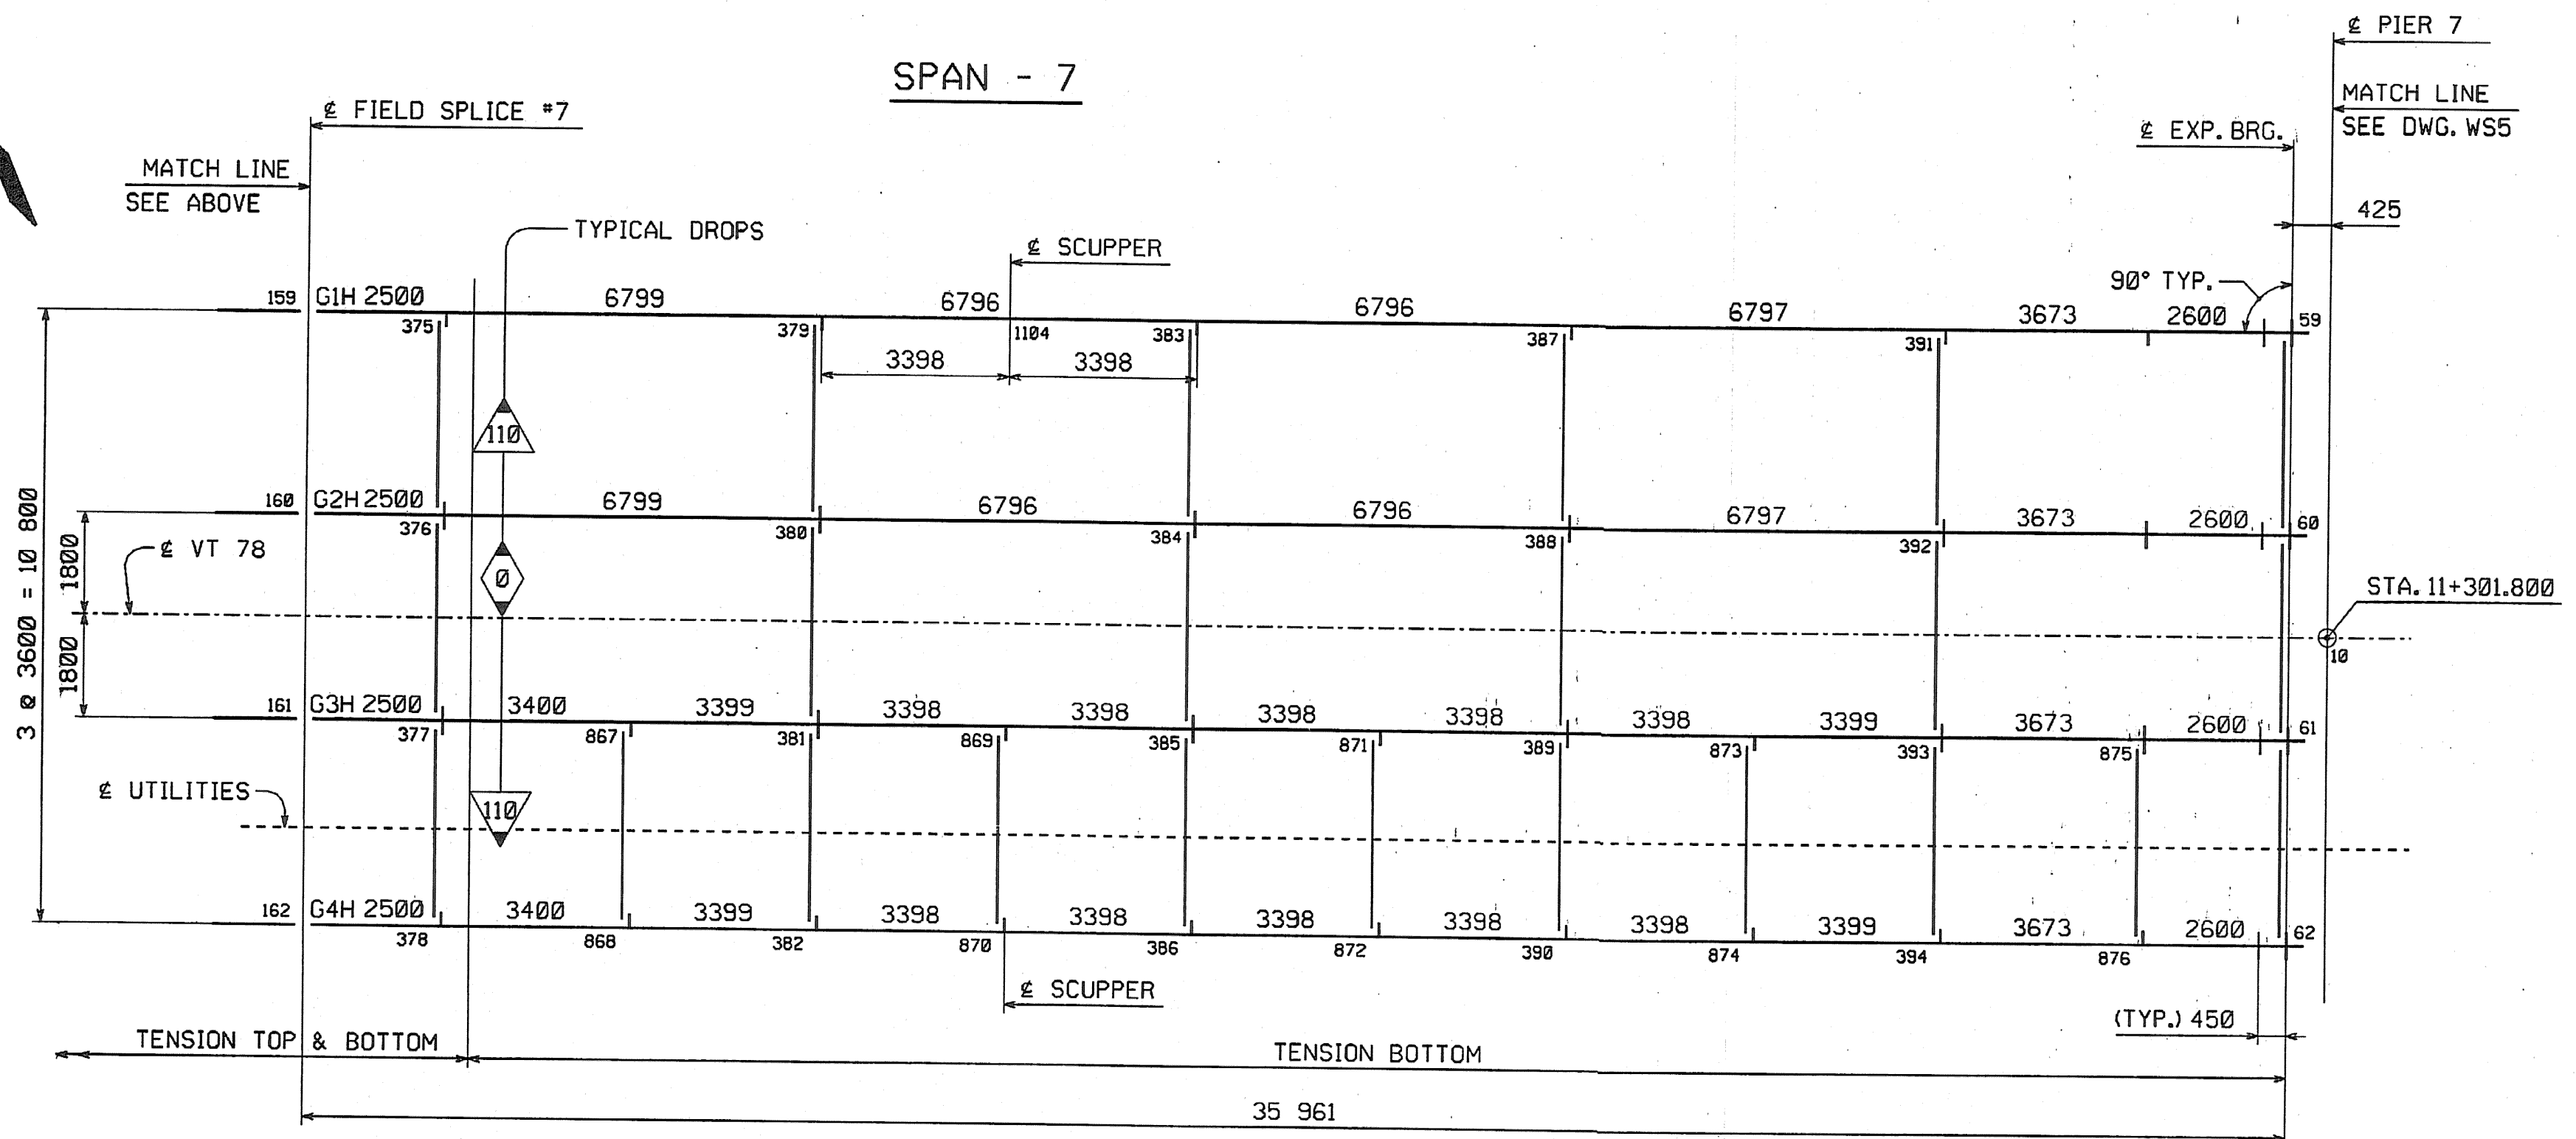 ℄ PIER 7
SPAN - 7
MATCH LINE
SEE DWG. WS5
℄ FIELD SPLICE #7
℄ EXP. BRG.
MATCH LINE
SEE ABOVE
425
TYPICAL DROPS
℄ SCUPPER
90° TYP.
159 G1H 2500 6799 6796 6796 6797 3673 2600 59
375 379 1104 383 387 391
3398 3398
110
160 G2H 2500 6799 6796 6796 6797 3673 2600 60
376 380 384 388 392
3 @ 3600 = 10 800
1800
1800
℄ VT 78
0
STA. 11+301.800
10
161 G3H 2500 3400 3399 3398 3398 3398 3398 3398 3399 3673 2600 61
377 867 381 869 385 871 389 873 393 875
℄ UTILITIES
110
162 G4H 2500 3400 3399 3398 3398 3398 3398 3398 3399 3673 2600 62
378 868 382 870 386 872 390 874 394 876
℄ SCUPPER
(TYP.) 450
TENSION TOP & BOTTOM
TENSION BOTTOM
35 961